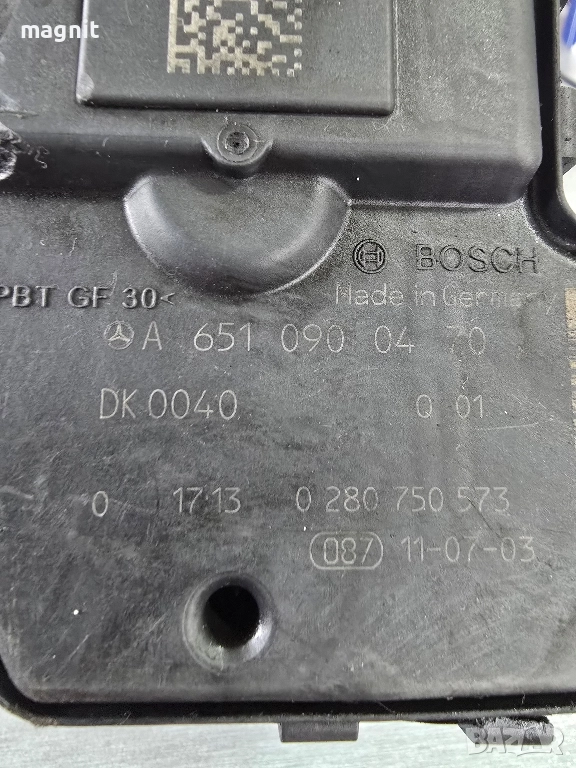 magnit
BOSCH
PBT GF 30<
Made in Germany
A 651 090 04 70
DK 0040 Q 01
0 17 13 0 280 750 573
087 11-07-03
BAZAR